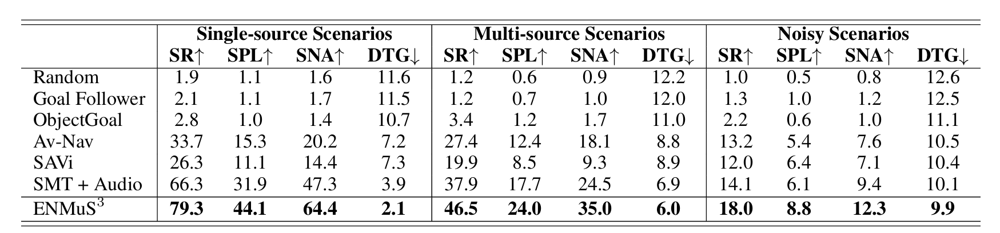 Single-source Scenarios Multi-source Scenarios Noisy Scenarios
SR↑ SPL↑ SNA↑ DTG↓ SR↑ SPL↑ SNA↑ DTG↓ SR↑ SPL↑ SNA↑ DTG↓
Random 1.9 1.1 1.6 11.6 1.2 0.6 0.9 12.2 1.0 0.5 0.8 12.6
Goal Follower 2.1 1.1 1.7 11.5 1.2 0.7 1.0 12.0 1.3 1.0 1.2 12.5
ObjectGoal 2.8 1.0 1.4 10.7 3.4 1.2 1.7 11.0 2.2 0.6 1.0 11.1
Av-Nav 33.7 15.3 20.2 7.2 27.4 12.4 18.1 8.8 13.2 5.4 7.6 10.5
SAVi 26.3 11.1 14.4 7.3 19.9 8.5 9.3 8.9 12.0 6.4 7.1 10.4
SMT + Audio 66.3 31.9 47.3 3.9 37.9 17.7 24.5 6.9 14.1 6.1 9.4 10.1
ENMuS³ 79.3 44.1 64.4 2.1 46.5 24.0 35.0 6.0 18.0 8.8 12.3 9.9